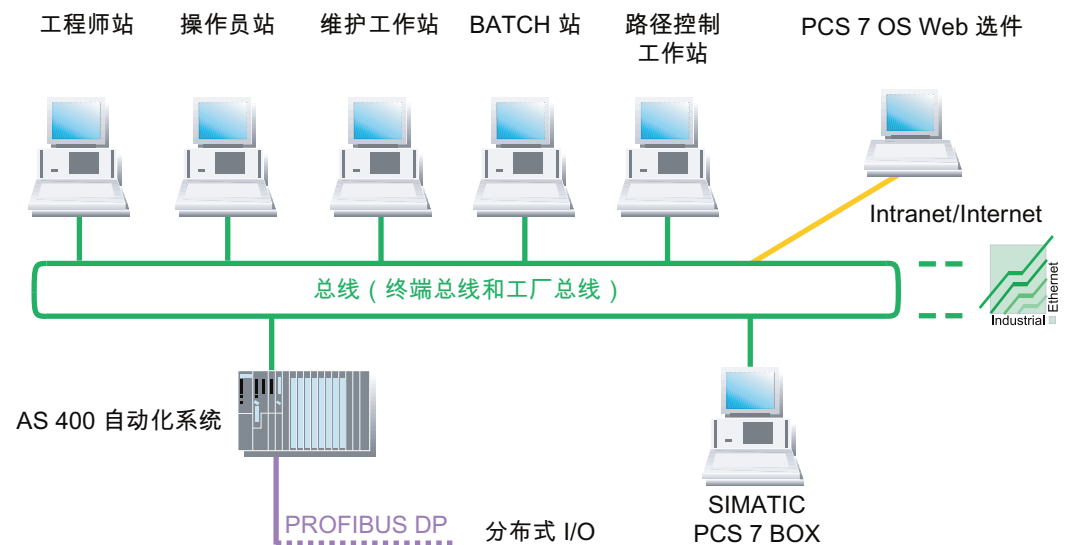 工程师站
操作员站
维护工作站
BATCH 站
路径控制
工作站
PCS 7 OS Web 选件
Intranet/Internet
总线（终端总线和工厂总线）
Industrial
Ethernet
AS 400 自动化系统
SIMATIC
PCS 7 BOX
PROFIBUS DP
分布式 I/O